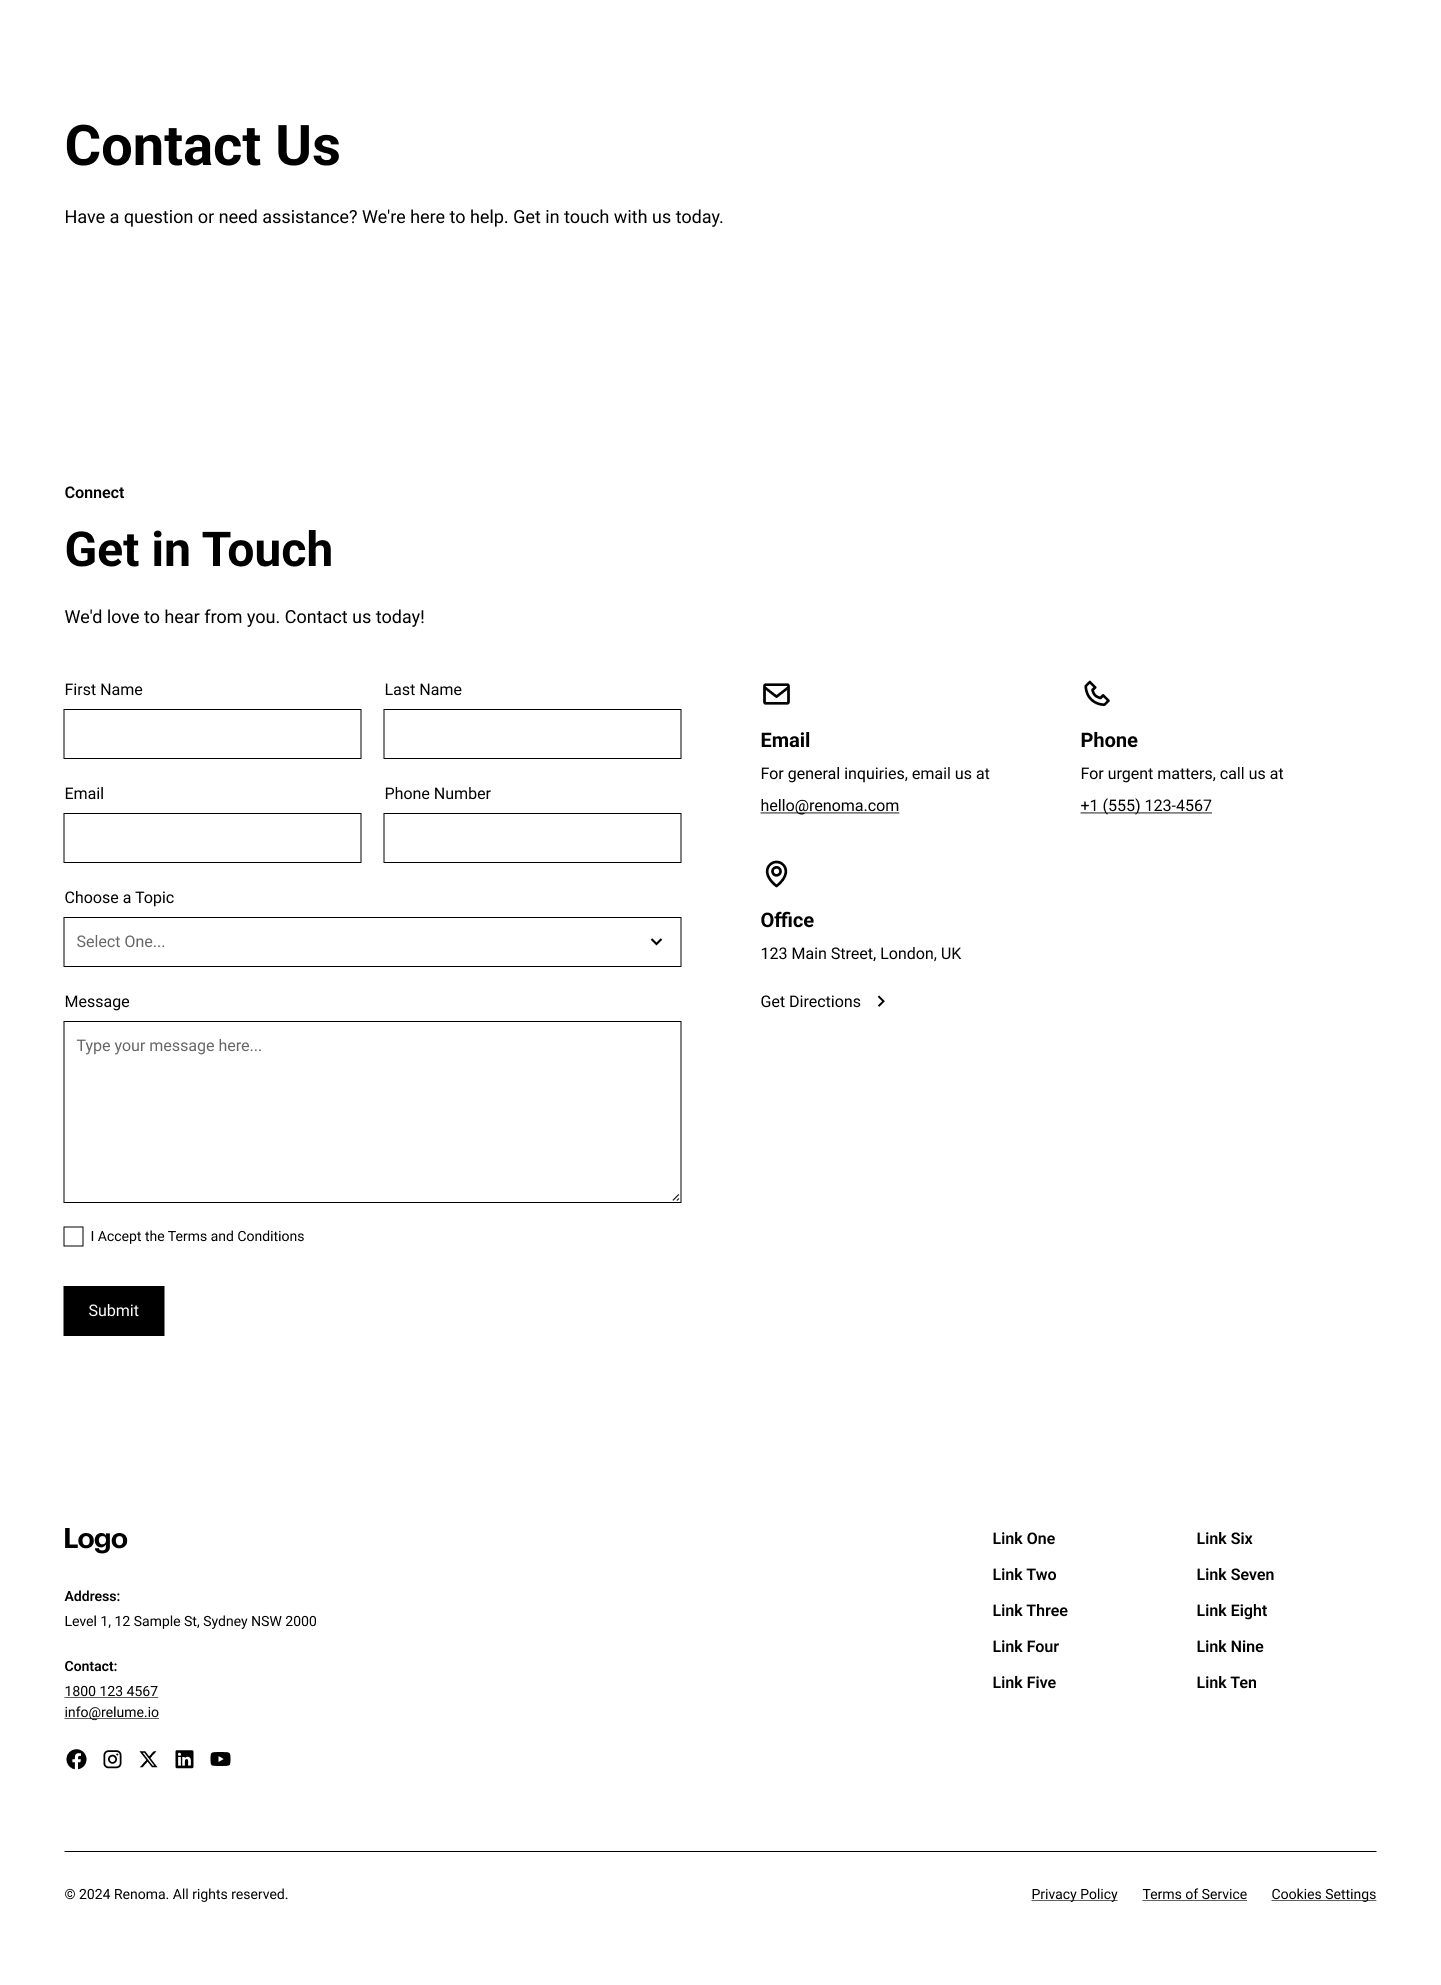 Contact Us
Have a question or need assistance? We're here to help. Get in touch with us today.
Connect
Get in Touch
We'd love to hear from you. Contact us today!
First Name
Last Name
Email
Phone Number
Choose a Topic
Select One...
Message
Type your message here...
I Accept the Terms and Conditions
Submit
Email
For general inquiries, email us at
hello@renoma.com
Phone
For urgent matters, call us at
+1 (555) 123-4567
Office
123 Main Street, London, UK
Get Directions
Logo
Address:
Level 1, 12 Sample St, Sydney NSW 2000
Contact:
1800 123 4567
info@relume.io
Link One
Link Two
Link Three
Link Four
Link Five
Link Six
Link Seven
Link Eight
Link Nine
Link Ten
© 2024 Renoma. All rights reserved.
Privacy Policy
Terms of Service
Cookies Settings